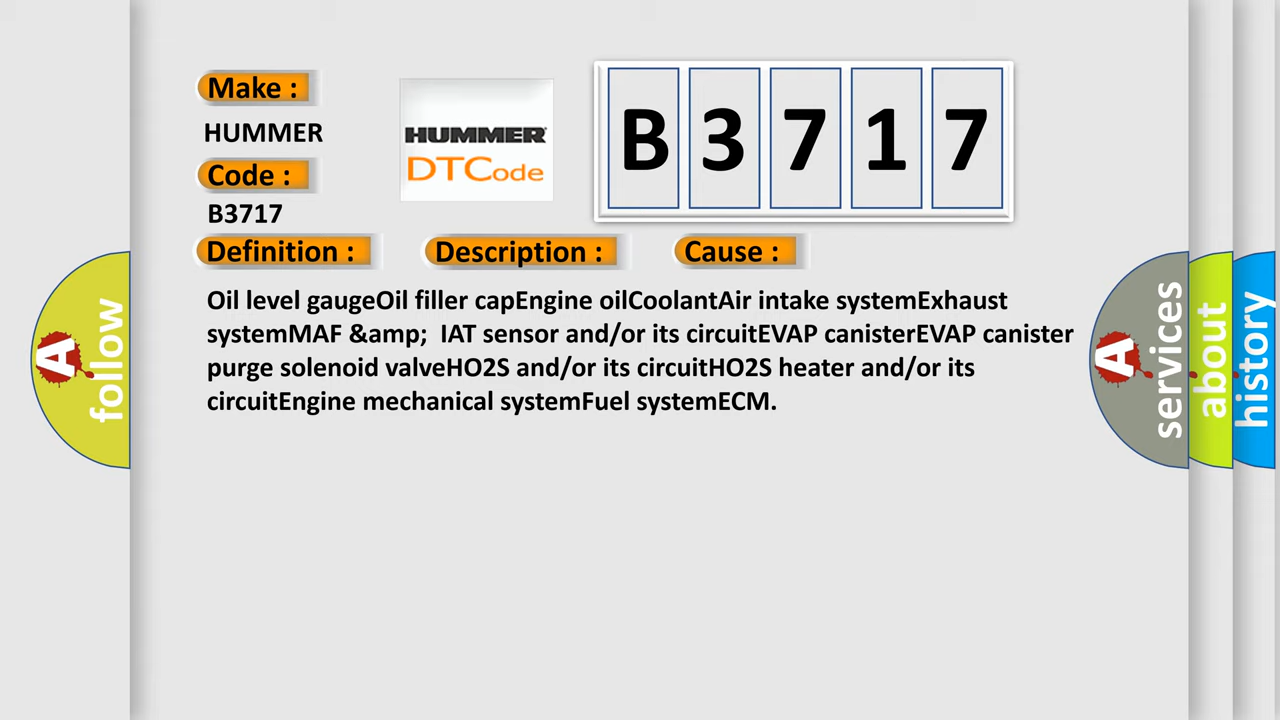 Make :
HUMMER
Code :
B3717
HUMMER
DTCode
B 3 7 1 7
Definition :
Description :
Cause :
Oil level gaugeOil filler capEngine oilCoolantAir intake systemExhaust
systemMAF &amp;amp IAT sensor and/or its circuitEVAP canisterEVAP canister
purge solenoid valveHO2S and/or its circuitHO2S heater and/or its
circuitEngine mechanical systemFuel systemECM.
A
follow
A
services
about
history